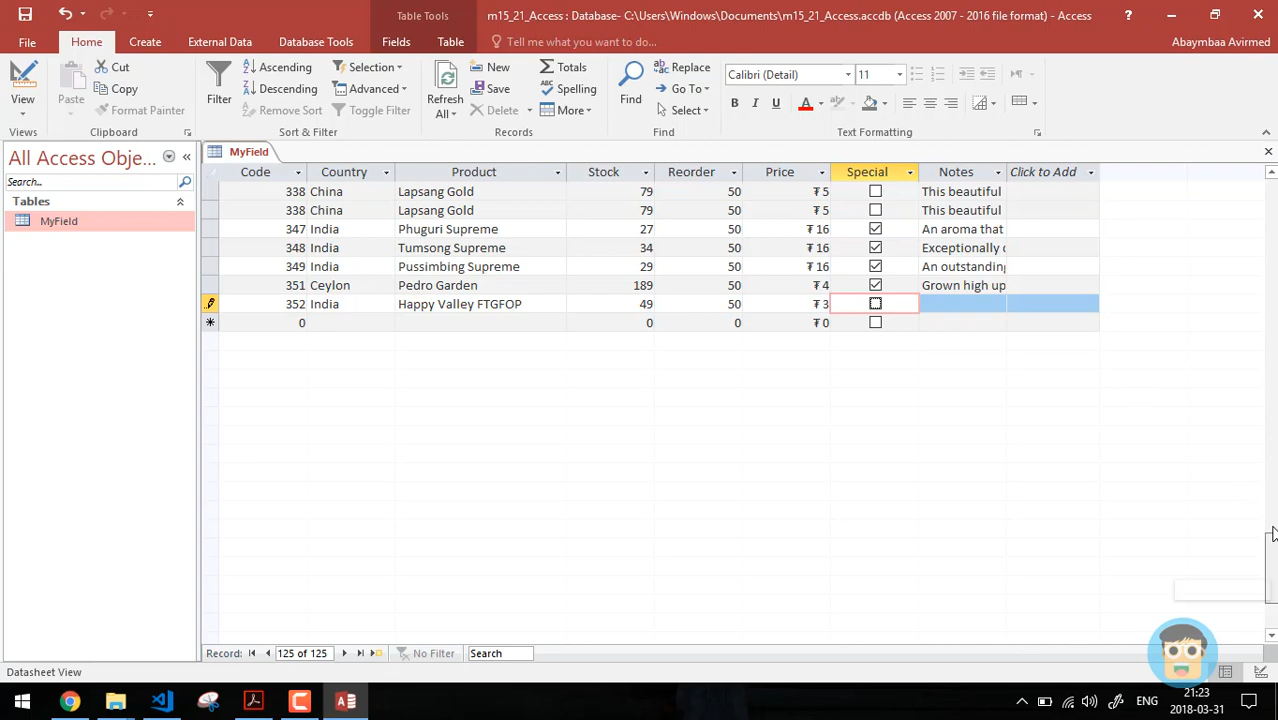 Table Tools
m15_21_Access : Database- C:\Users\Windows\Documents\m15_21_Access.accdb (Access 2007 - 2016 file format) - Access
?
File Home Create External Data Database Tools Fields Table Tell me what you want to do... Abaymbaa Avirmed
View
Views
Paste
Cut
Copy
Format Painter
Clipboard
Filter
Ascending
Descending
Remove Sort
Selection
Advanced
Toggle Filter
Sort & Filter
Refresh
All
New
Save
Delete
Totals
Spelling
More
Records
Find
Replace
Go To
Select
Find
Calibri (Detail) 11
B I U A
Text Formatting
All Access Obje...
Search...
Tables
MyField
MyField
Code Country Product Stock Reorder Price Special Notes Click to Add
338 China Lapsang Gold 79 50 ₮ 5 This beautiful
338 China Lapsang Gold 79 50 ₮ 5 This beautiful
347 India Phuguri Supreme 27 50 ₮ 16 An aroma that
348 India Tumsong Supreme 34 50 ₮ 16 Exceptionally
349 India Pussimbing Supreme 29 50 ₮ 16 An outstanding
351 Ceylon Pedro Garden 189 50 ₮ 4 Grown high up
352 India Happy Valley FTGFOP 49 50 ₮ 3
0 0 0 ₮ 0
Record: 125 of 125 No Filter Search
Datasheet View
ENG
21:23
2018-03-31